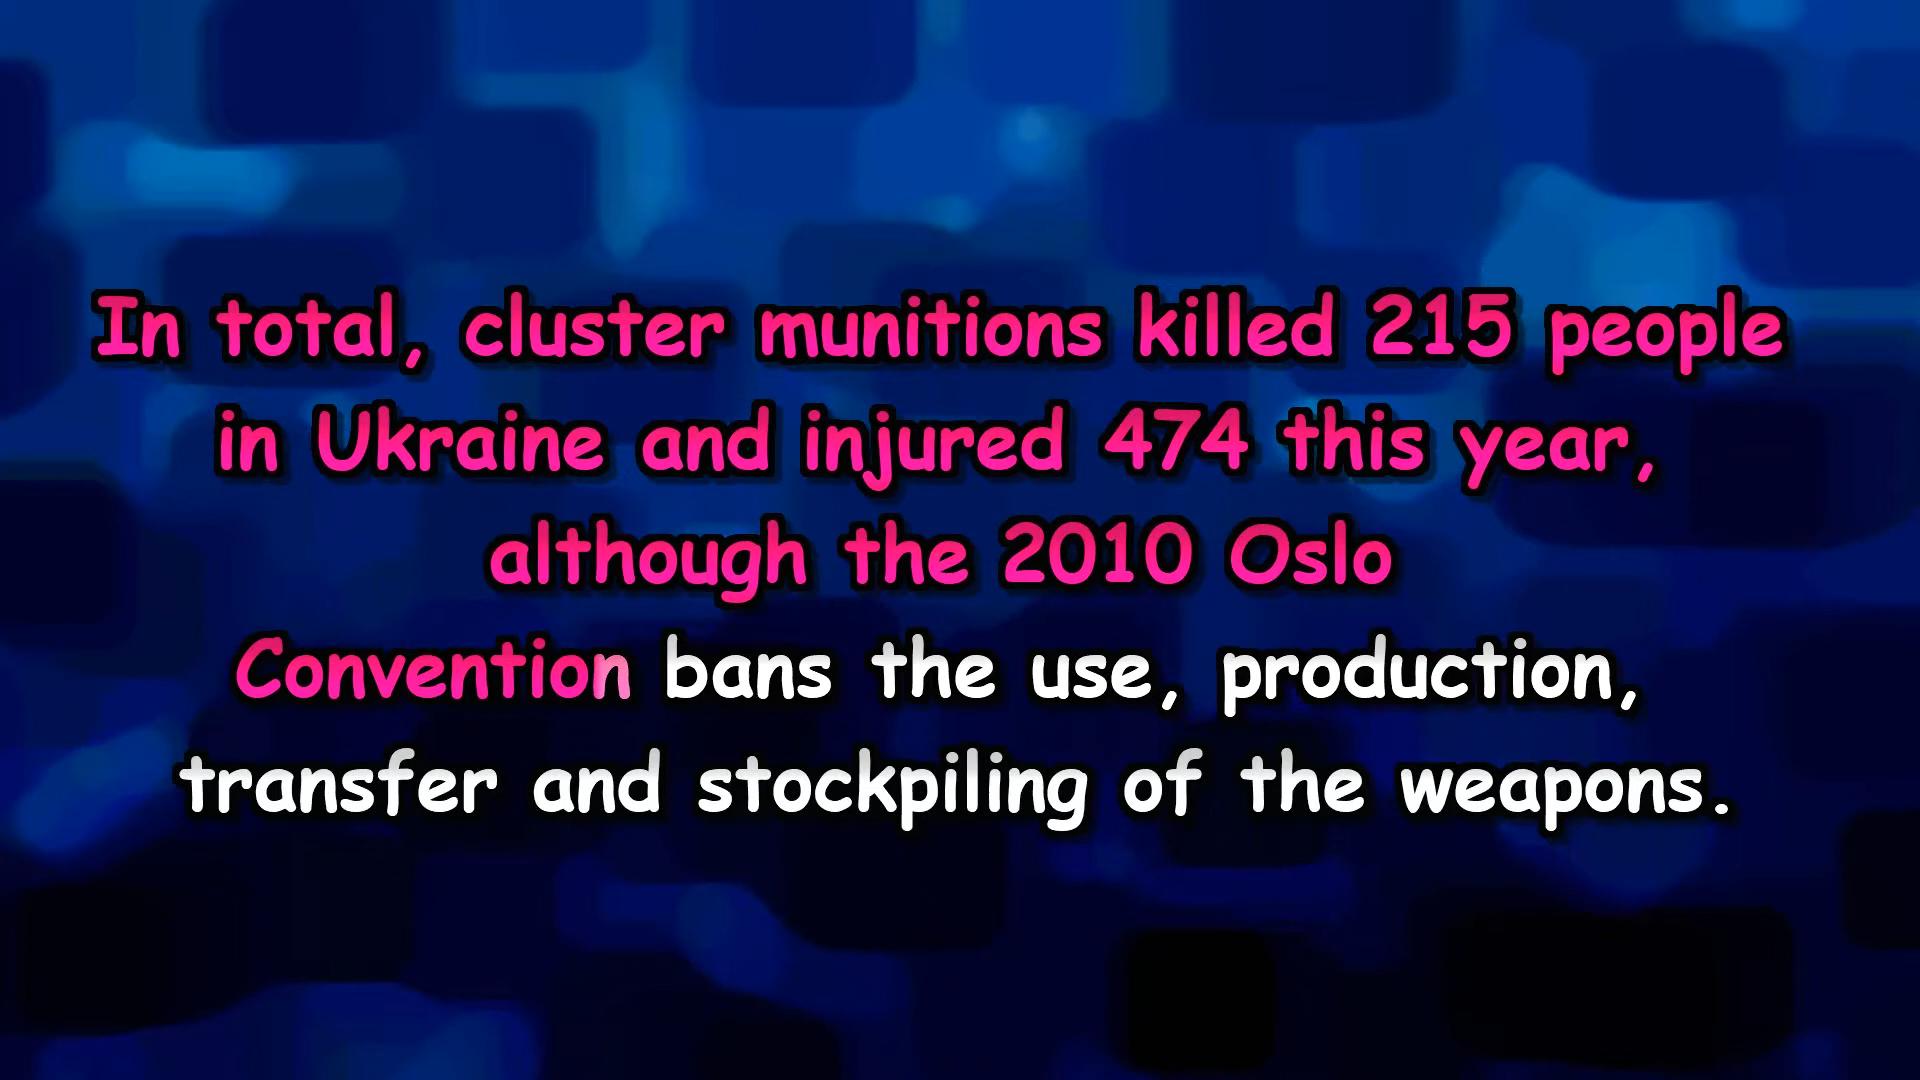 In total, cluster munitions killed 215 people
in Ukraine and injured 474 this year,
although the 2010 Oslo
Convention bans the use, production,
transfer and stockpiling of the weapons.